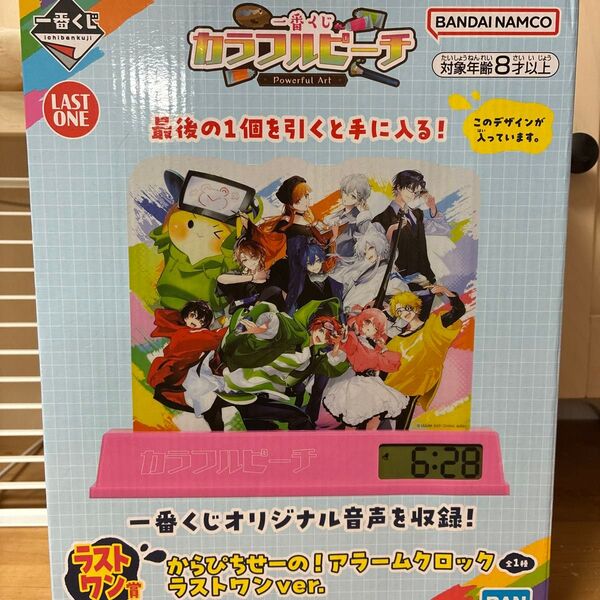 一番くじ
ichibankuji
一番くじ
カラフルピーチ
Powerful Art
BANDAI NAMCO
たいしょうねんれい さい いじょう
対象年齢8才以上
LAST
ONE
最後の1個を引くと手に入る！
このデザインが
はい
入っています。
カラフルピーチ
6:28
一番くじオリジナル音声を収録！
ラスト
ワン賞
からぴちせーの！アラームクロック 全1種
ラストワンver.
BAN